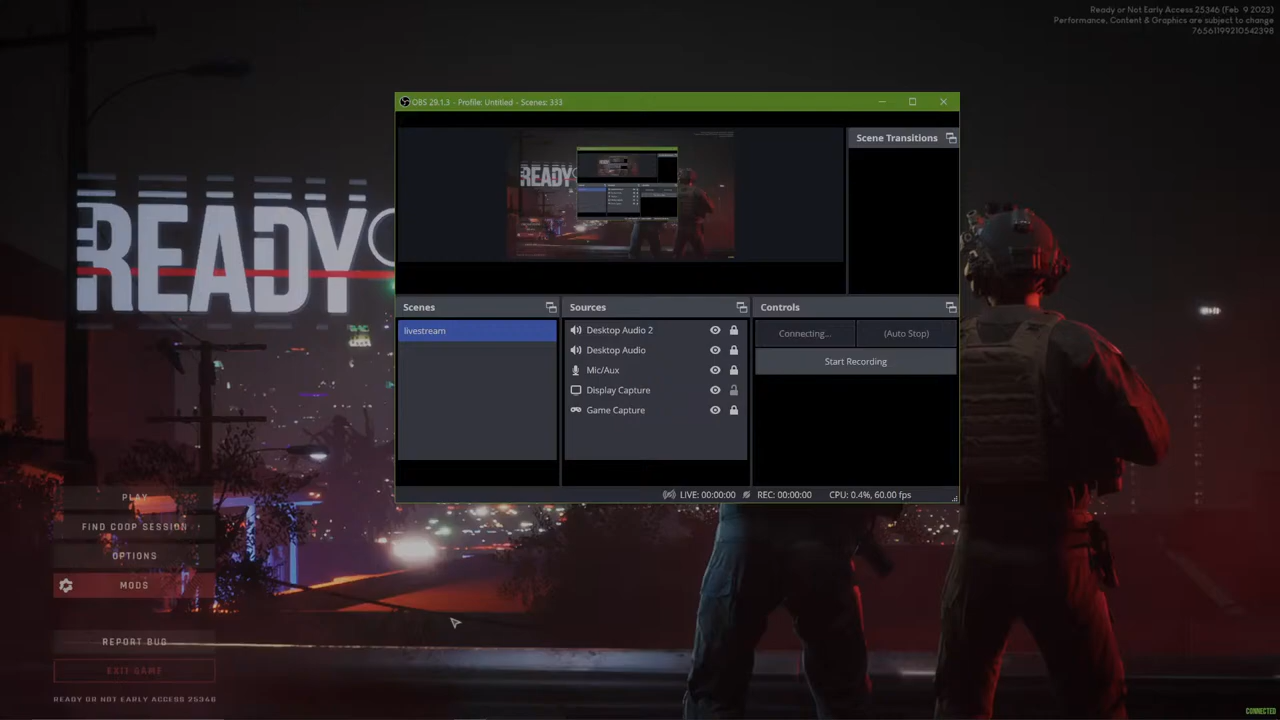 Ready or Not Early Access 25346 (Feb 9 2023)
Performance, Content & Graphics are subject to change
76561199210542398
OBS 29.1.3 - Profile: Untitled - Scenes: 333
Scene Transitions
READY
READY
Scenes
Sources
Controls
livestream
Desktop Audio 2
Desktop Audio
Mic/Aux
Display Capture
Game Capture
Connecting...
(Auto Stop)
Start Recording
LIVE: 00:00:00
REC: 00:00:00
CPU: 0.4%, 60.00 fps
PLAY
FIND COOP SESSION
OPTIONS
MODS
REPORT BUG
EXIT GAME
READY OR NOT EARLY ACCESS 25346
CONNECTED